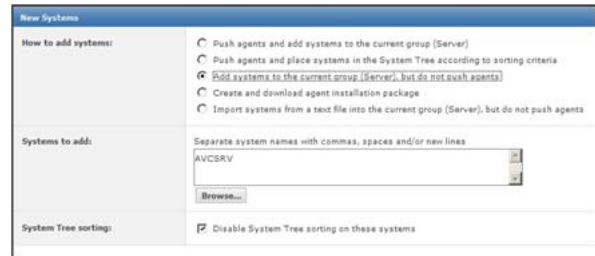 New Systems
How to add systems:
Push agents and add systems to the current group (Server)
Push agents and place systems in the System Tree according to sorting criteria
Add systems to the current group (Server), but do not push agents
Create and download agent installation package
Import systems from a text file into the current group (Server), but do not push agents
Systems to add:
Separate system names with commas, spaces and/or new lines
AVCSRV
Browse...
System Tree sorting:
Disable System Tree sorting on these systems